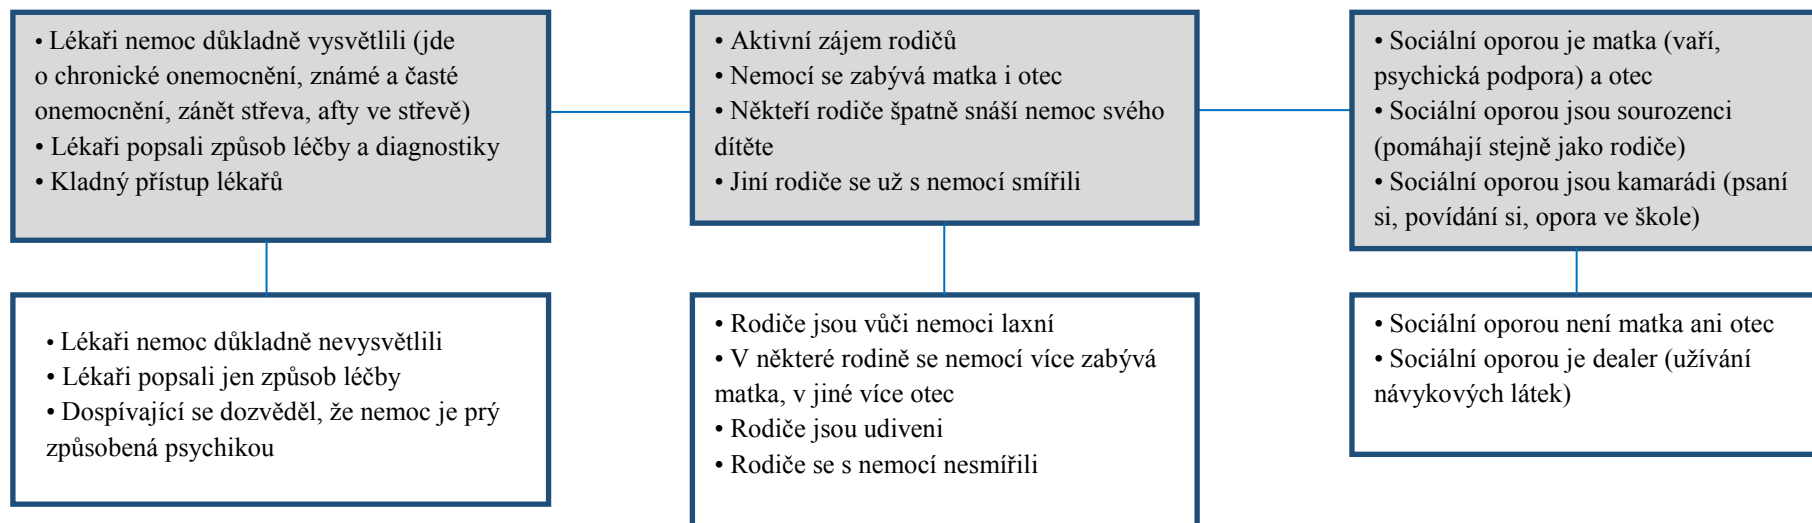 • Lékaři nemoc důkladně vysvětlili (jde
o chronické onemocnění, známé a časté
onemocnění, zánět střeva, afty ve střevě)
• Lékaři popsali způsob léčby a diagnostiky
• Kladný přístup lékařů
• Aktivní zájem rodičů
• Nemocí se zabývá matka i otec
• Někteří rodiče špatně snáší nemoc svého
dítěte
• Jiní rodiče se už s nemocí smířili
• Sociální oporou je matka (vaří,
psychická podpora) a otec
• Sociální oporou jsou sourozenci
(pomáhají stejně jako rodiče)
• Sociální oporou jsou kamarádi (psaní
si, povídání si, opora ve škole)
• Lékaři nemoc důkladně nevysvětlili
• Lékaři popsali jen způsob léčby
• Dospívající se dozvěděl, že nemoc je prý
způsobená psychikou
• Rodiče jsou vůči nemoci laxní
• V některé rodině se nemocí více zabývá
matka, v jiné více otec
• Rodiče jsou udiveni
• Rodiče se s nemocí nesmířili
• Sociální oporou není matka ani otec
• Sociální oporou je dealer (užívání
návykových látek)